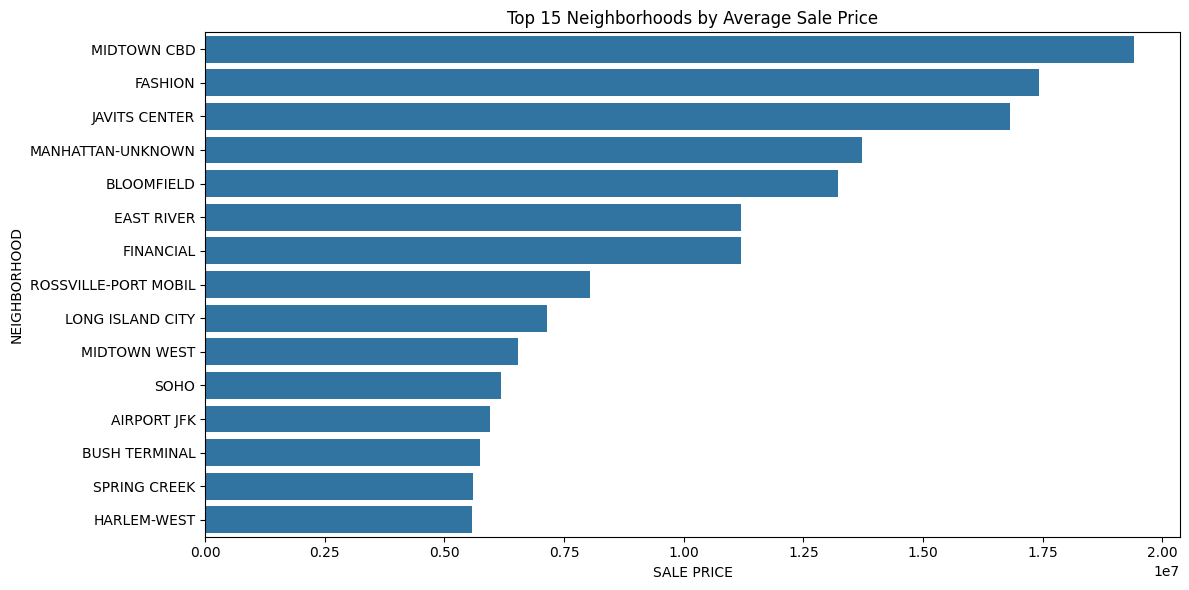 Top 15 Neighborhoods by Average Sale Price
NEIGHBORHOOD
MIDTOWN CBD
FASHION
JAVITS CENTER
MANHATTAN-UNKNOWN
BLOOMFIELD
EAST RIVER
FINANCIAL
ROSSVILLE-PORT MOBIL
LONG ISLAND CITY
MIDTOWN WEST
SOHO
AIRPORT JFK
BUSH TERMINAL
SPRING CREEK
HARLEM-WEST
0.00 0.25 0.50 0.75 1.00 1.25 1.50 1.75 2.00
1e7
SALE PRICE